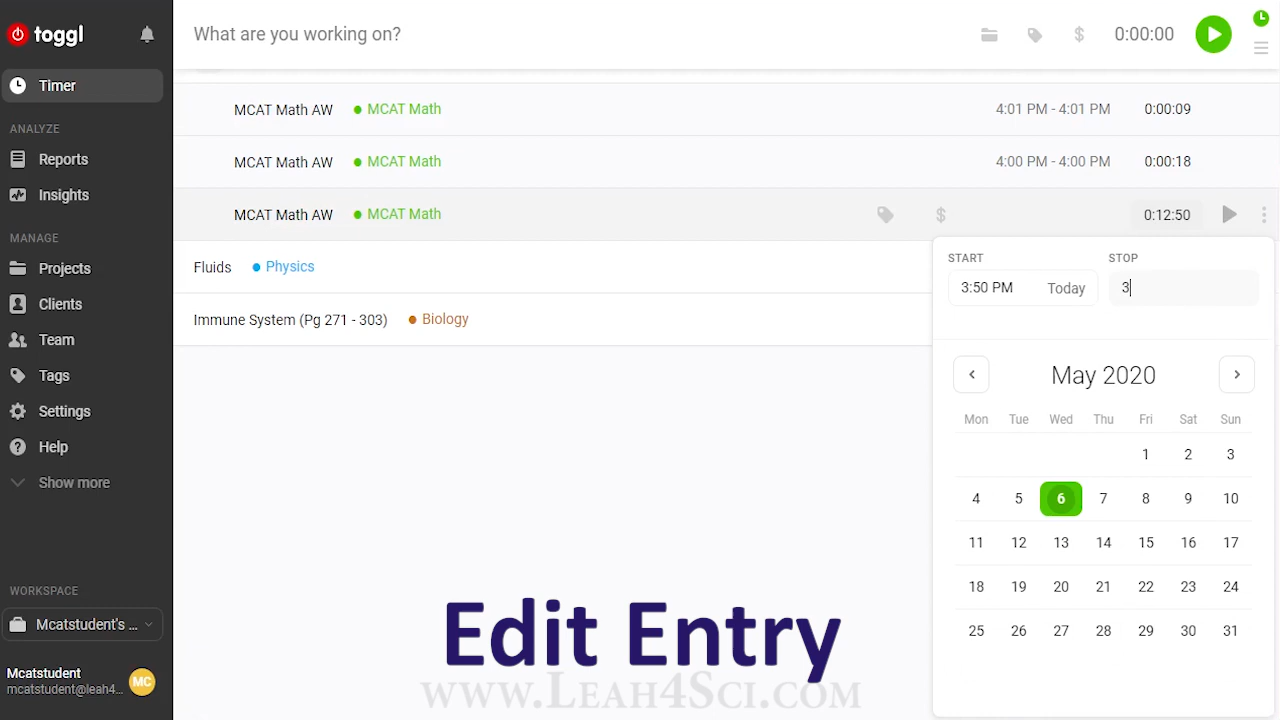 toggl
What are you working on?
$
0:00:00
Timer
ANALYZE
Reports
Insights
MANAGE
Projects
Clients
Team
Tags
Settings
Help
Show more
WORKSPACE
Mcatstudent's ...
Mcatstudent
mcatstudent@leah4...
MC
MCAT Math AW MCAT Math 4:01 PM - 4:01 PM 0:00:09
MCAT Math AW MCAT Math 4:00 PM - 4:00 PM 0:00:18
MCAT Math AW MCAT Math $ 0:12:50
Fluids Physics
Immune System (Pg 271 - 303) Biology
START STOP
3:50 PM Today 3
May 2020
Mon Tue Wed Thu Fri Sat Sun
1 2 3
4 5 6 7 8 9 10
11 12 13 14 15 16 17
18 19 20 21 22 23 24
25 26 27 28 29 30 31
Edit Entry
www.Leah4Sci.com